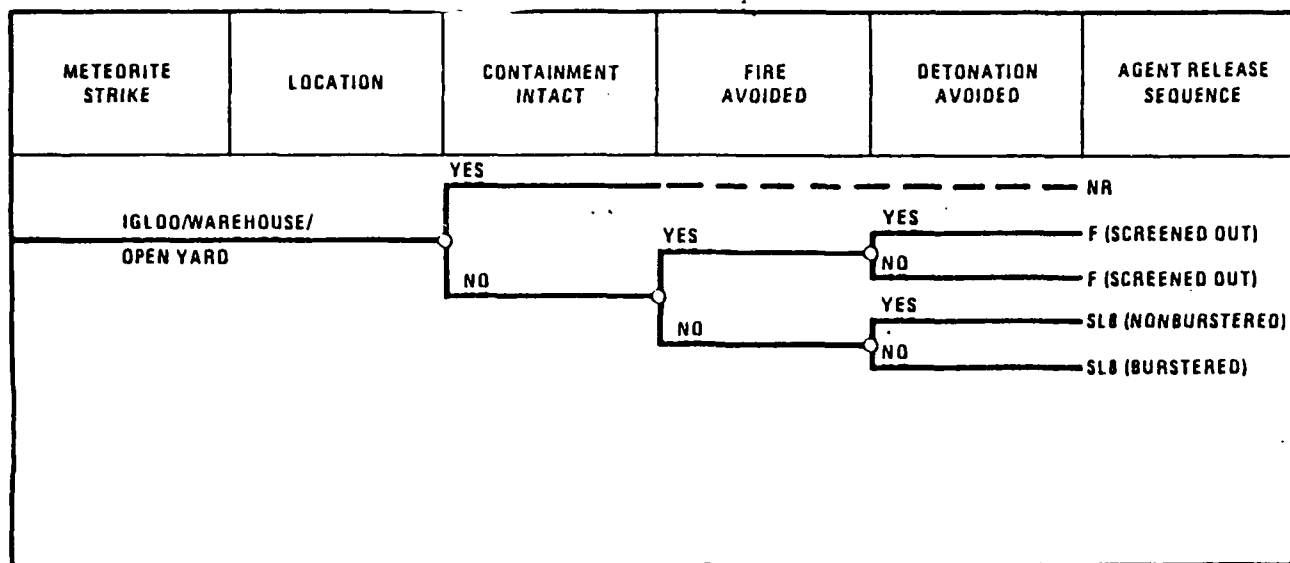 METEORITE STRIKE
LOCATION
CONTAINMENT INTACT
FIRE AVOIDED
DETONATION AVOIDED
AGENT RELEASE SEQUENCE
YES
NR
IGLOO/WAREHOUSE/
OPEN YARD
YES
YES
F (SCREENED OUT)
NO
NO
F (SCREENED OUT)
YES
SL8 (NONBURSTERED)
NO
NO
SL8 (BURSTERED)